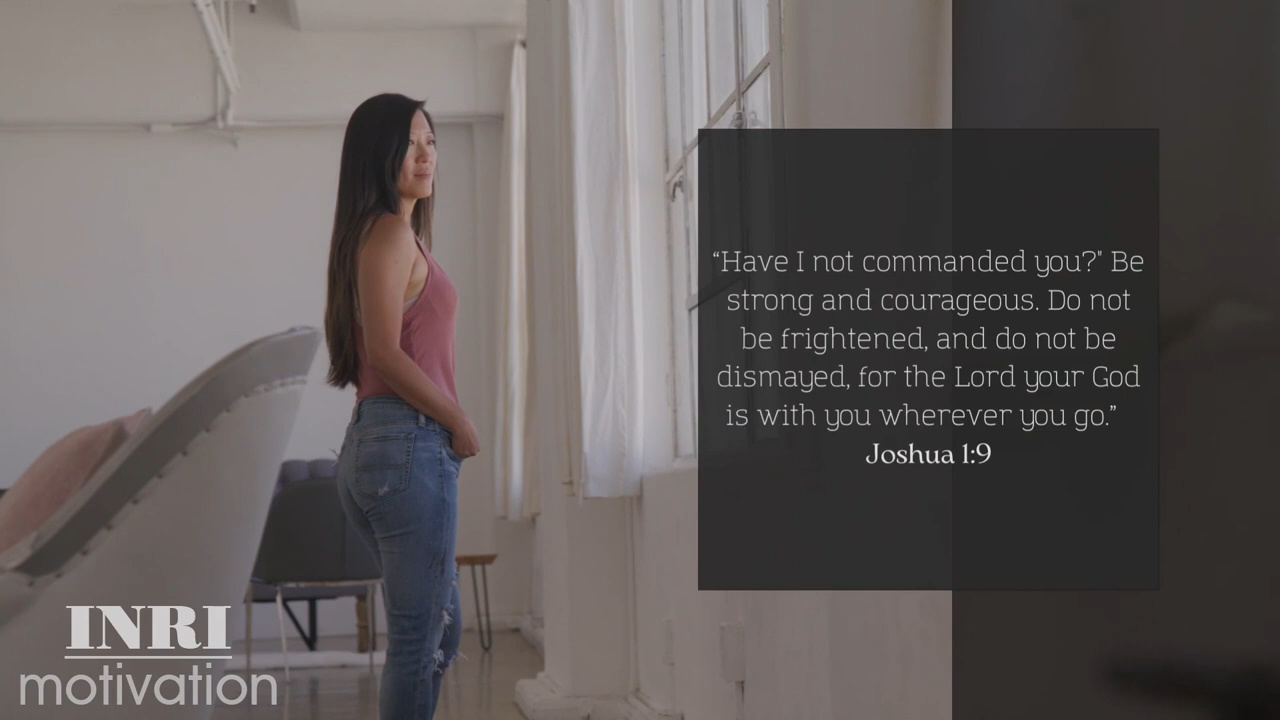 “Have I not commanded you?" Be
strong and courageous. Do not
be frightened, and do not be
dismayed, for the Lord your God
is with you wherever you go.”
Joshua 1:9
INRI
motivation